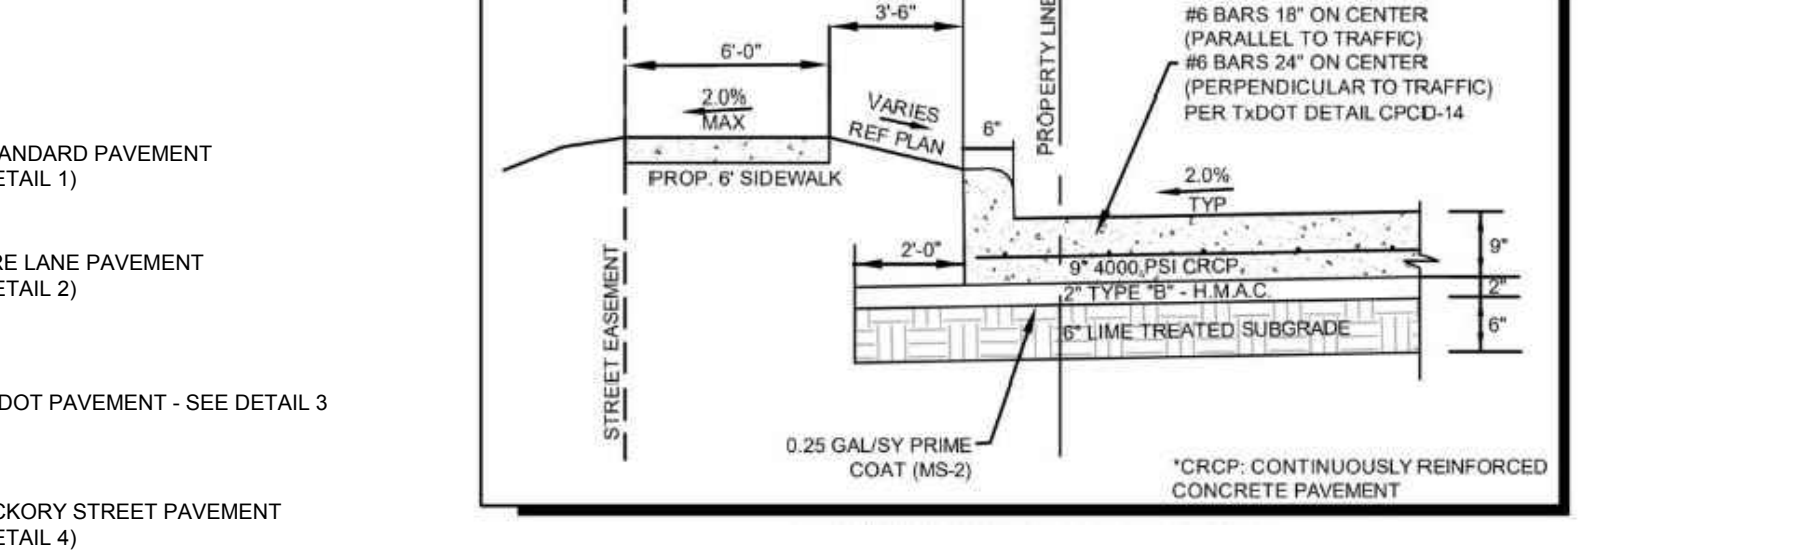 ANDARD PAVEMENT
ETAIL 1)
RE LANE PAVEMENT
ETAIL 2)
DOT PAVEMENT - SEE DETAIL 3
CKORY STREET PAVEMENT
ETAIL 4)
3'-6"
6'-0"
2.0%
MAX
VARIES
REF PLAN
6"
PROPERTY LINE
#6 BARS 18" ON CENTER
(PARALLEL TO TRAFFIC)
#6 BARS 24" ON CENTER
(PERPENDICULAR TO TRAFFIC)
PER TxDOT DETAIL CPCD-14
PROP. 6' SIDEWALK
2.0%
TYP
STREET EASEMENT
2'-0"
9" 4000 PSI CRCP
2" TYPE "B" - H.M.A.C.
6" LIME TREATED SUBGRADE
9"
2"
6"
0.25 GAL/SY PRIME
COAT (MS-2)
*CRCP: CONTINUOUSLY REINFORCED
CONCRETE PAVEMENT